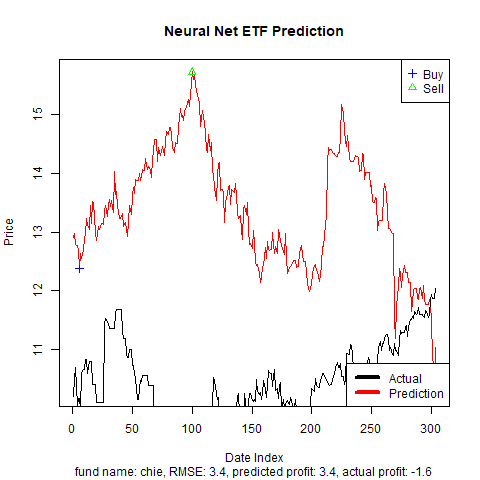 Neural Net ETF Prediction
Buy
Sell
Price
15
14
13
12
11
Actual
Prediction
0 50 100 150 200 250 300
Date Index
fund name: chie, RMSE: 3.4, predicted profit: 3.4, actual profit: -1.6